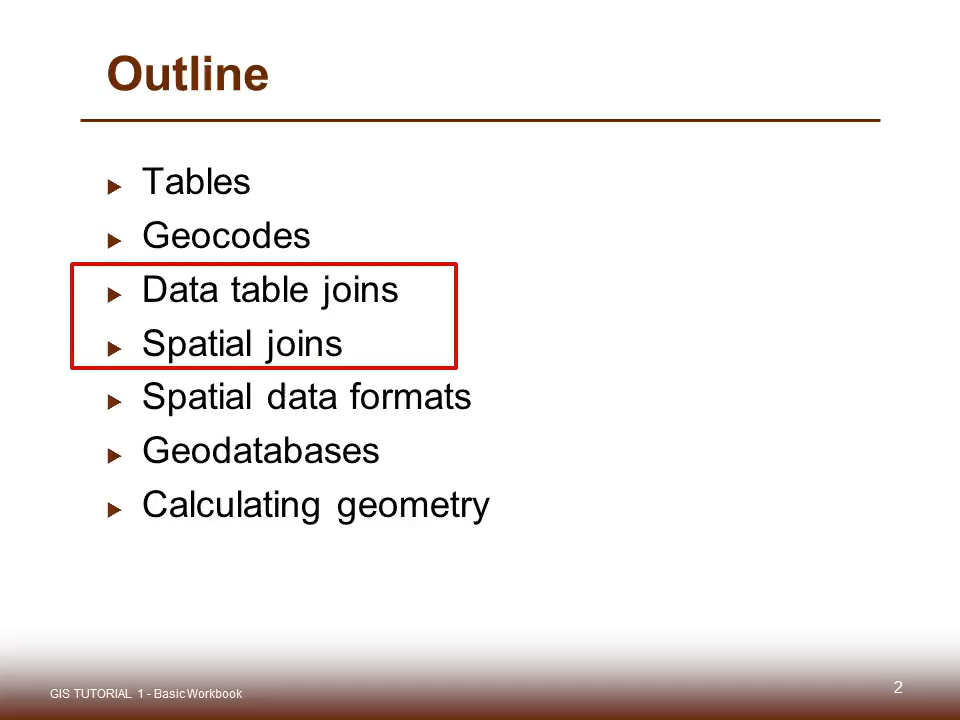 Outline
Tables
Geocodes
Data table joins
Spatial joins
Spatial data formats
Geodatabases
Calculating geometry
GIS TUTORIAL 1 - Basic Workbook
2